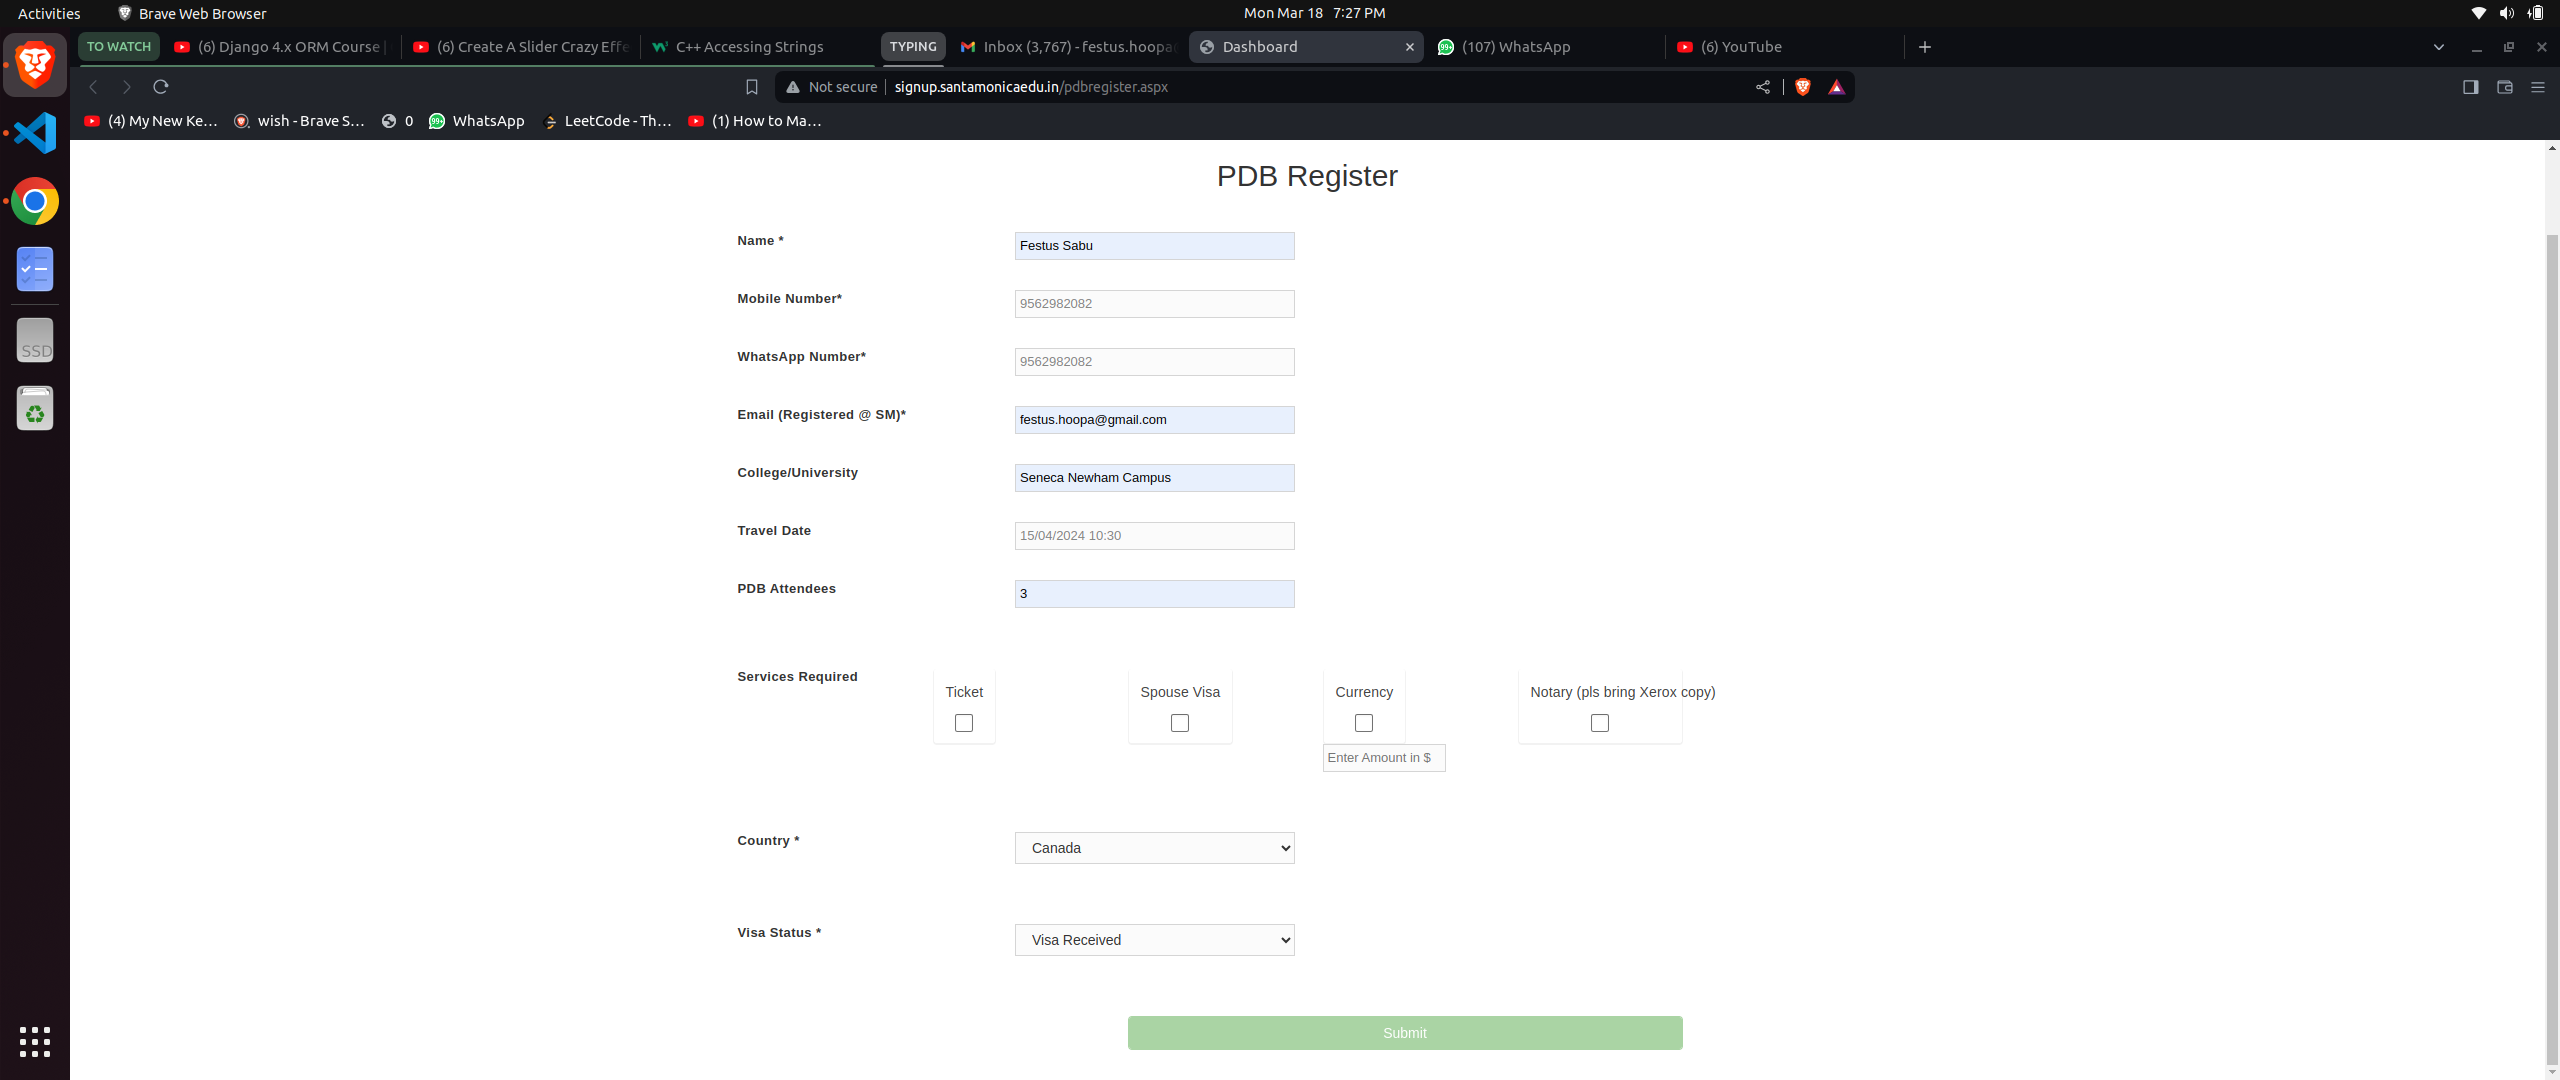 Activities Brave Web Browser Mon Mar 18 7:27 PM
TO WATCH (6) Django 4.x ORM Course | (6) Create A Slider Crazy Effe C++ Accessing Strings TYPING Inbox (3,767) - festus.hoopa Dashboard (107) WhatsApp (6) YouTube
Not secure signup.santamonicaedu.in/pdbregister.aspx
(4) My New Ke... wish - Brave S... 0 WhatsApp LeetCode - Th... (1) How to Ma...
PDB Register
Name * Festus Sabu
Mobile Number* 9562982082
WhatsApp Number* 9562982082
Email (Registered @ SM)* festus.hoopa@gmail.com
College/University Seneca Newham Campus
Travel Date 15/04/2024 10:30
PDB Attendees 3
Services Required Ticket Spouse Visa Currency Notary (pls bring Xerox copy)
Enter Amount in $
Country * Canada
Visa Status * Visa Received
Submit
SSD